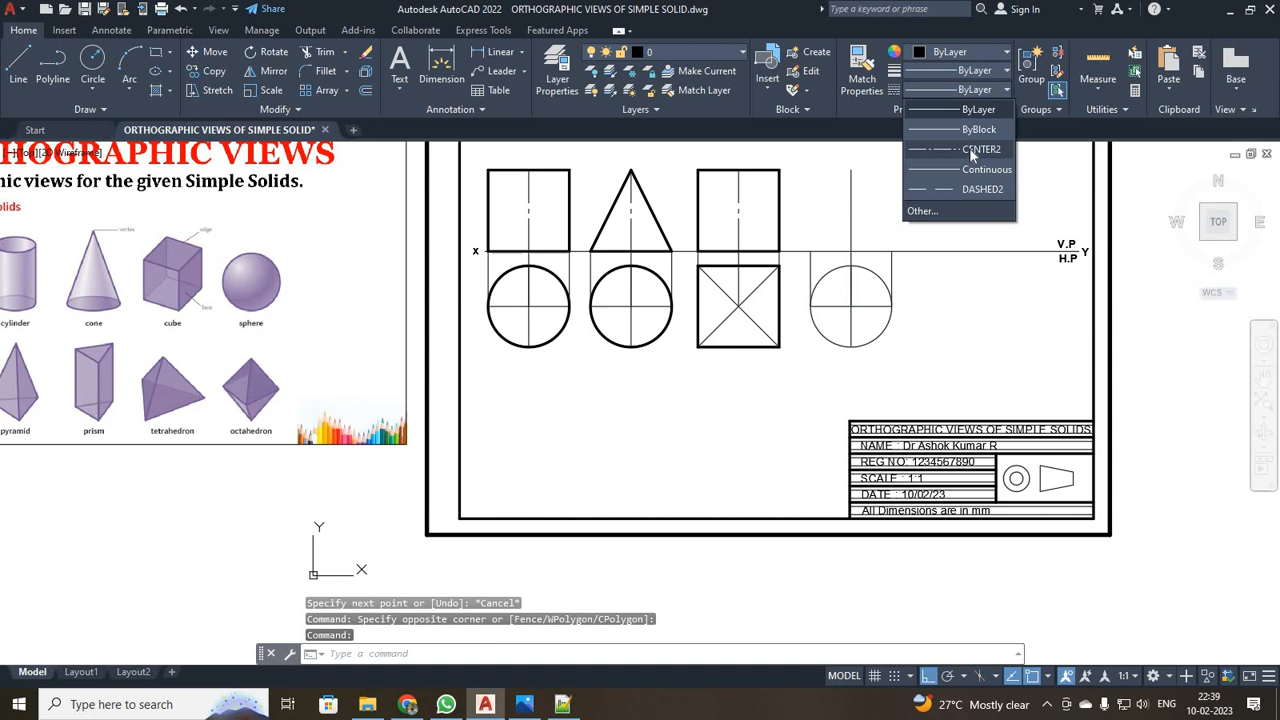 Share
Autodesk AutoCAD 2022 ORTHOGRAPHIC VIEWS OF SIMPLE SOLID.dwg
Type a keyword or phrase
Sign In
Home Insert Annotate Parametric View Manage Output Add-ins Collaborate Express Tools Featured Apps
Line Polyline Circle Arc
Move Rotate Trim
Copy Mirror Fillet
Stretch Scale Array
Text Dimension
Linear
Leader
Table
Layer
Properties
0
Make Current
Match Layer
Insert
Create
Edit
Match
Properties
ByLayer
ByLayer
ByLayer
Group
Measure
Paste
Base
Draw Modify Annotation Layers Block Groups Utilities Clipboard View
ByLayer
ByBlock
CENTER2
Continuous
DASHED2
Other...
Start ORTHOGRAPHIC VIEWS OF SIMPLE SOLID*
[Top][2D Wireframe]
HOGRAPHIC VIEWS
hic views for the given Simple Solids.
olids
edge
cylinder cone cube sphere
pyramid prism tetrahedron octahedron
X
V.P
Y
H.P
ORTHOGRAPHIC VIEWS OF SIMPLE SOLIDS
NAME : Dr Ashok Kumar R
REG NO: 1234567890
SCALE : 1:1
DATE : 10/02/23
All Dimensions are in mm
N
W TOP E
S
WCS
Y
X
Specify next point or [Undo]: *Cancel*
Command: Specify opposite corner or [Fence/WPolygon/CPolygon]:
Command:
Type a command
Model Layout1 Layout2
MODEL
1:1
Type here to search
27°C Mostly clear
ENG
22:39
10-02-2023